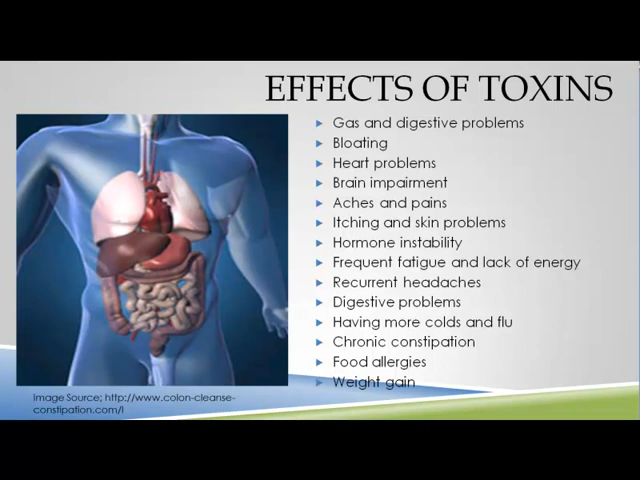 EFFECTS OF TOXINS
Gas and digestive problems
Bloating
Heart problems
Brain impairment
Aches and pains
Itching and skin problems
Hormone instability
Frequent fatigue and lack of energy
Recurrent headaches
Digestive problems
Having more colds and flu
Chronic constipation
Food allergies
Weight gain
Image Source; http://www.colon-cleanse-
constipation.com/l